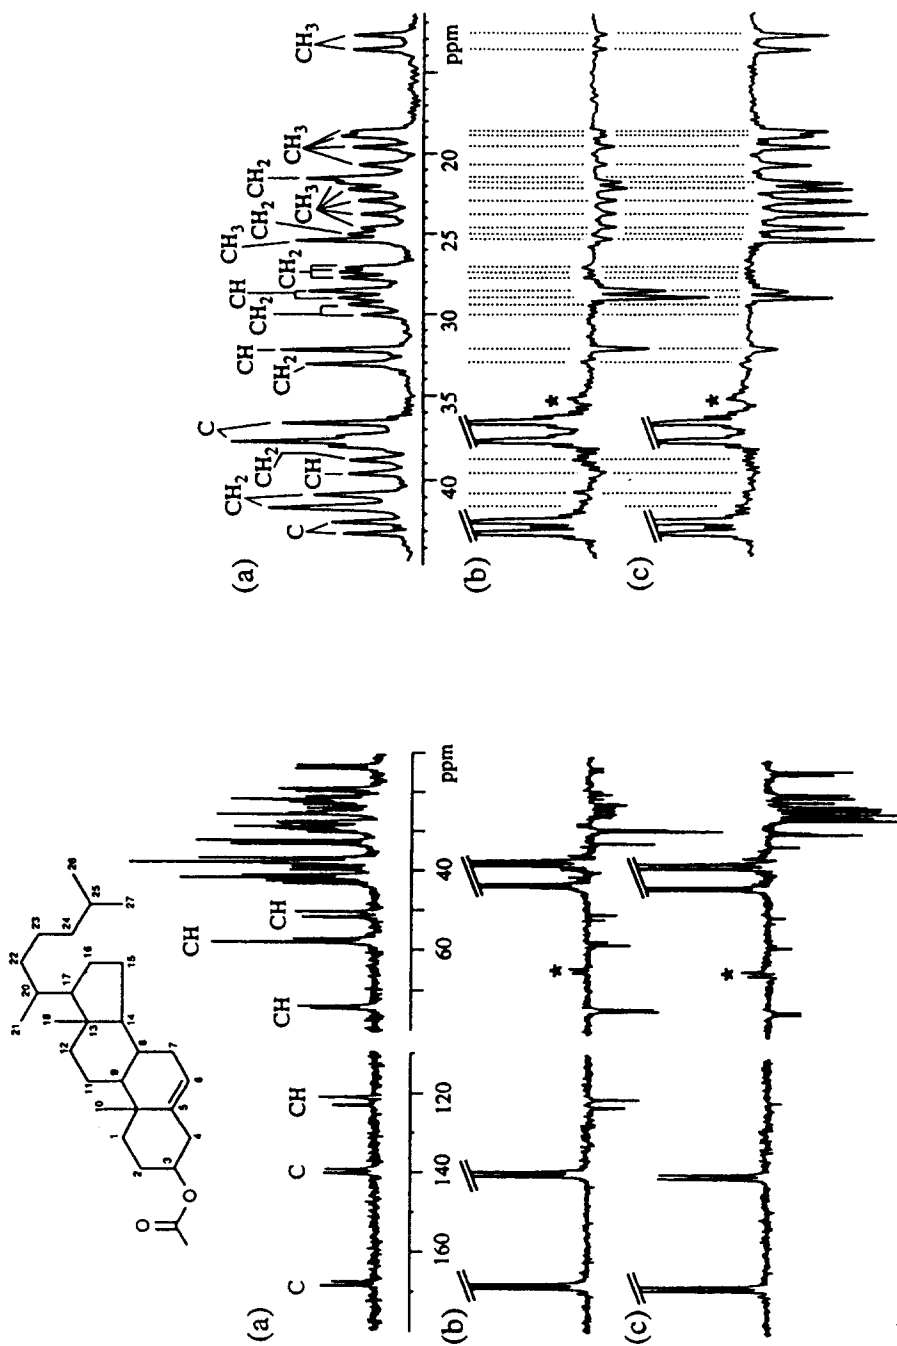 21
20
22
23
24
25
26
27
18
17
16
15
12
13
14
11
9
8
7
10
1
2
3
4
5
6
O
O
(a)
C
C
CH
CH
CH
CH
160 140 120 60 40 ppm
(b)
*
(c)
*
(a)
C
CH₂
CH
CH₂
C
CH₂
CH
CH₂
CH
CH₂
CH₃
CH₂
CH₃
CH₂
CH₃
CH₃
40 35 30 25 20 ppm
(b)
*
(c)
*